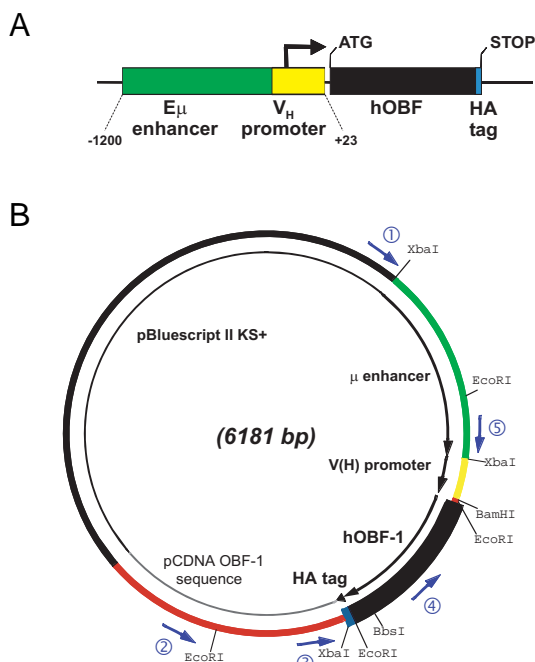 A
ATG
STOP
Eμ
enhancer
VH
promoter
hOBF
HA
tag
-1200
+23
B
①
XbaI
pBluescript II KS+
μ enhancer
EcoRI
⑤
(6181 bp)
XbaI
V(H) promoter
BamHI
EcoRI
hOBF-1
pCDNA OBF-1
sequence
HA tag
④
BbsI
②
XbaI
EcoRI
EcoRI